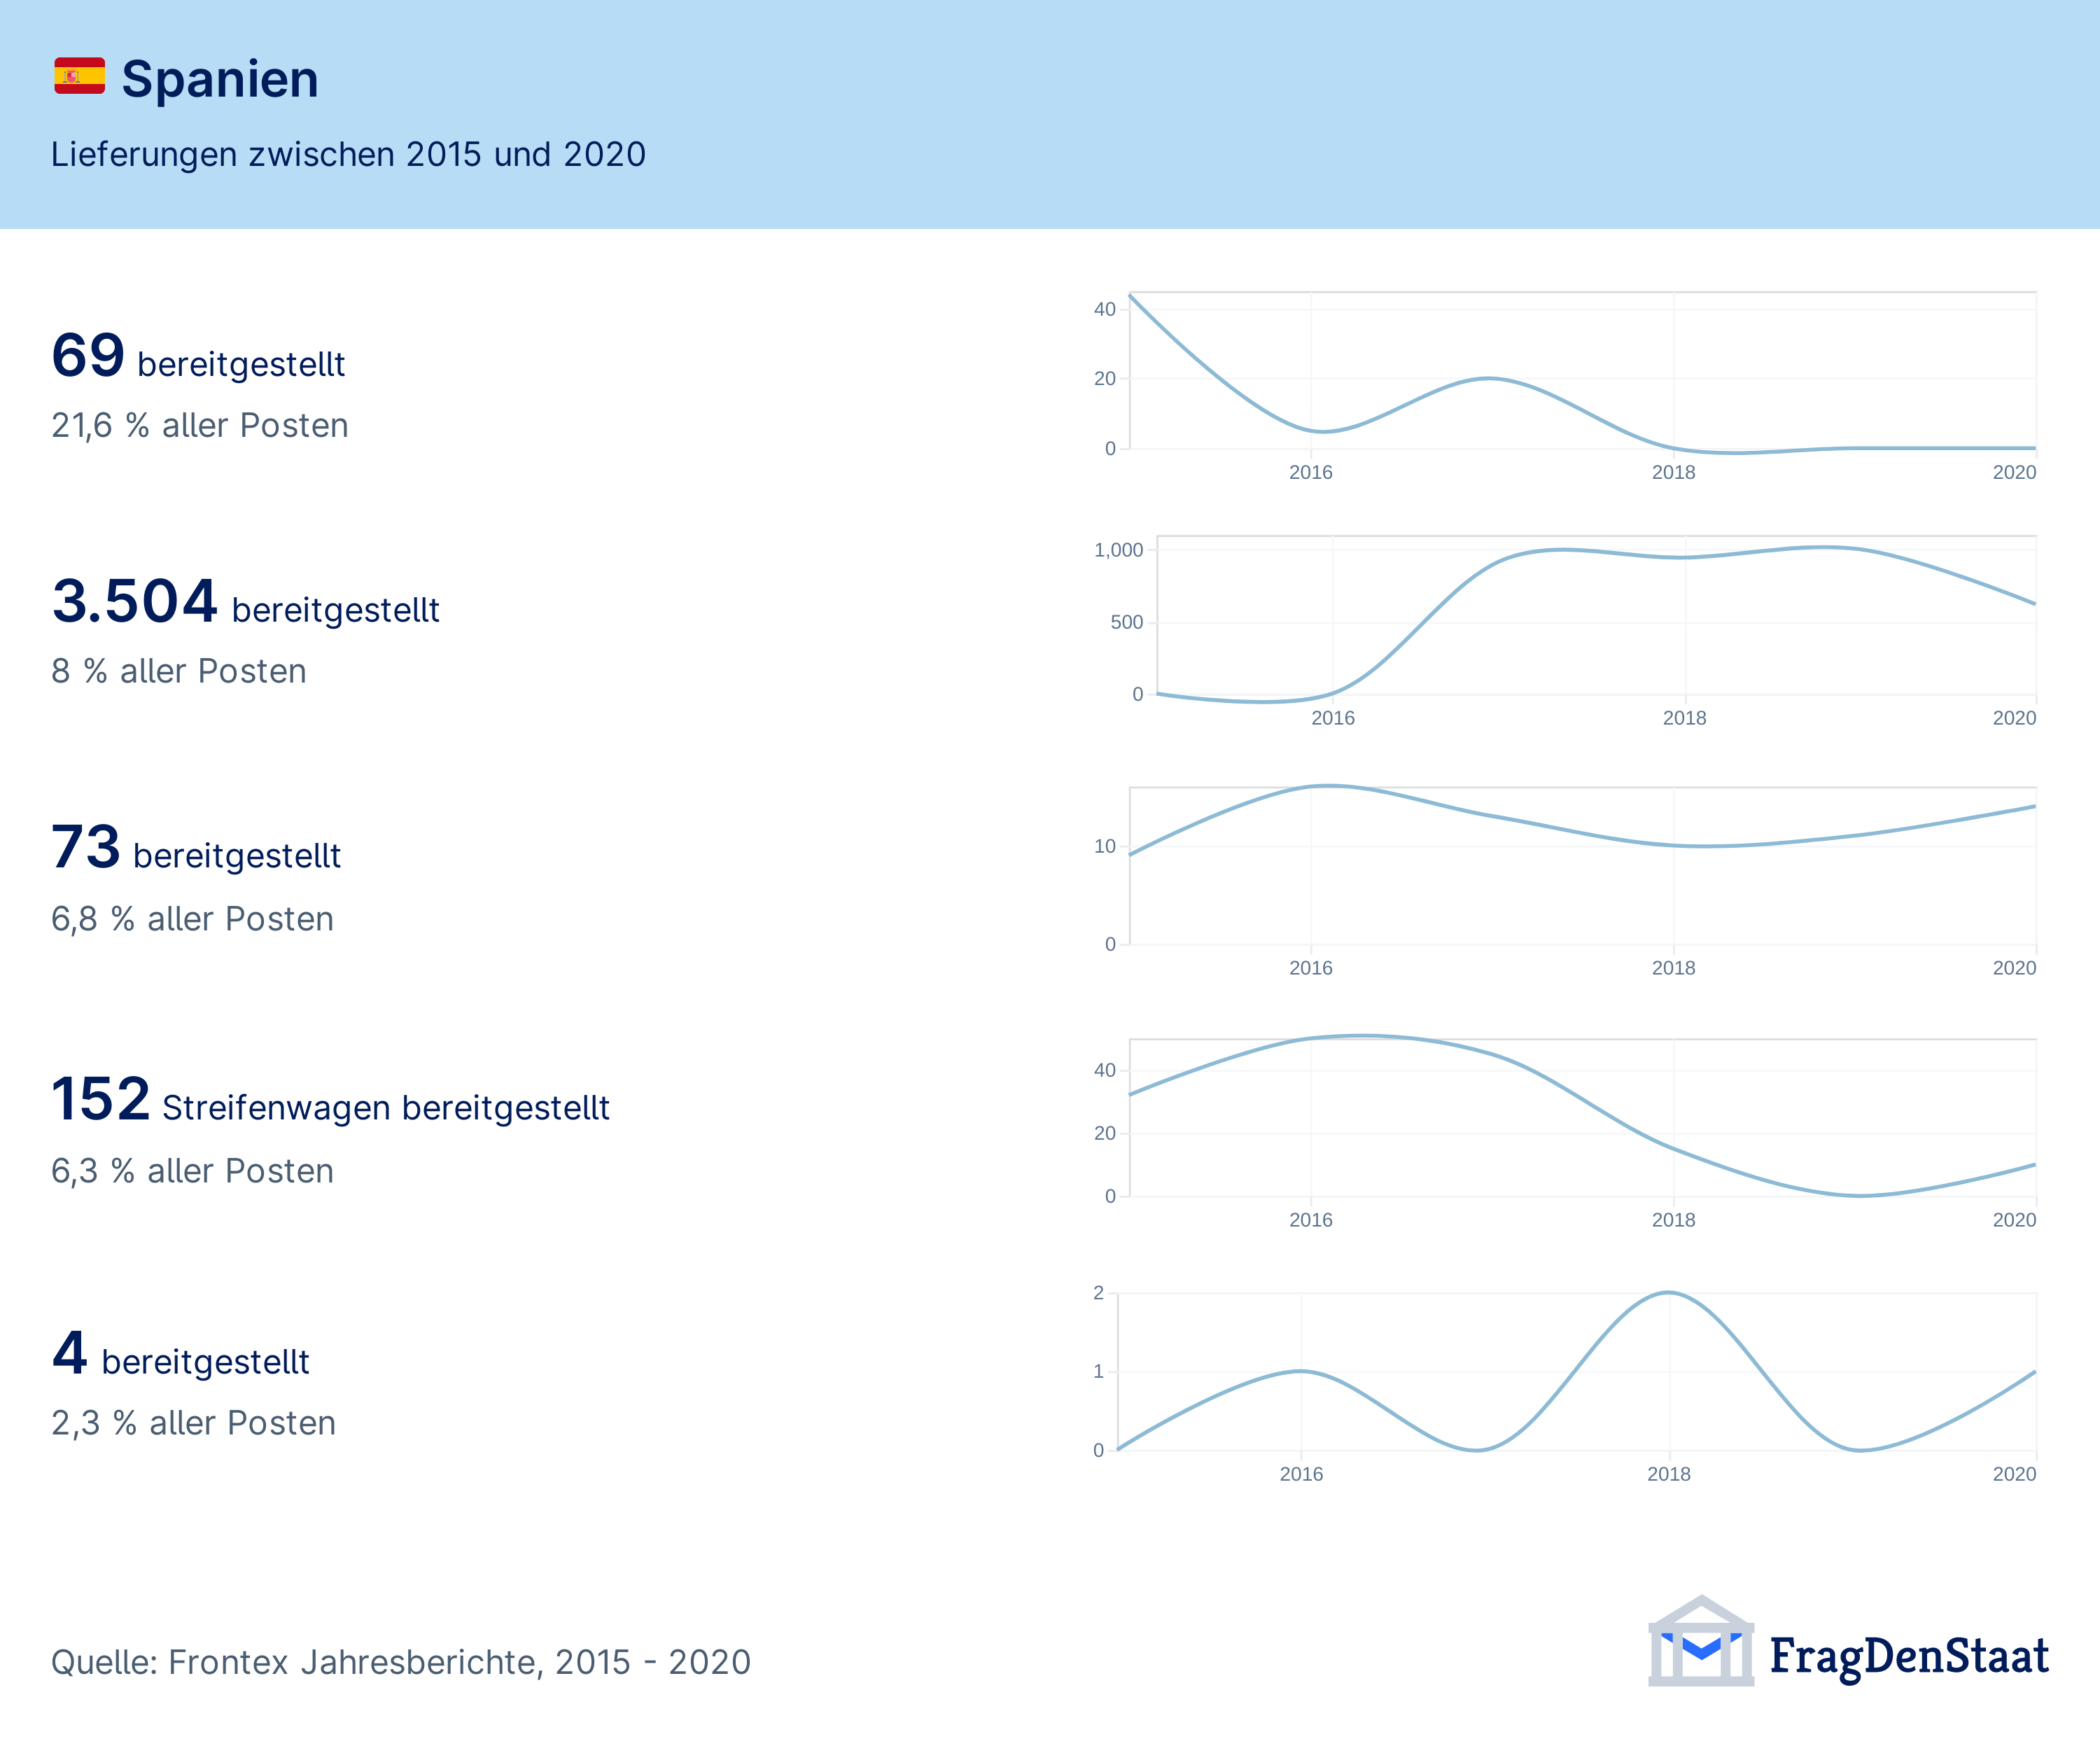 Spanien
Lieferungen zwischen 2015 und 2020
69 bereitgestellt
21,6 % aller Posten
40
20
0
2016
2018
2020
3.504 bereitgestellt
8 % aller Posten
1,000
500
0
2016
2018
2020
73 bereitgestellt
6,8 % aller Posten
10
0
2016
2018
2020
152 Streifenwagen bereitgestellt
6,3 % aller Posten
40
20
0
2016
2018
2020
4 bereitgestellt
2,3 % aller Posten
2
1
0
2016
2018
2020
Quelle: Frontex Jahresberichte, 2015 - 2020
FragDenStaat